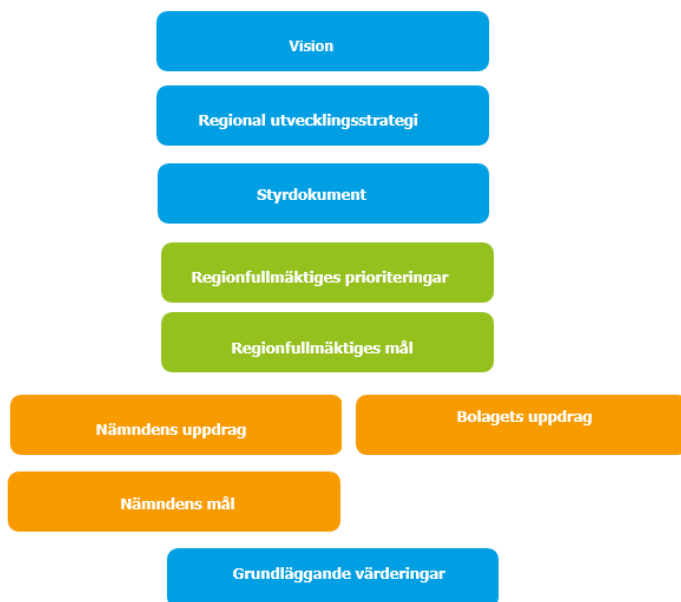 Vision
Regional utvecklingsstrategi
Styrdokument
Regionfullmäktiges prioriteringar
Regionfullmäktiges mål
Nämndens uppdrag
Bolagets uppdrag
Nämndens mål
Grundläggande värderingar